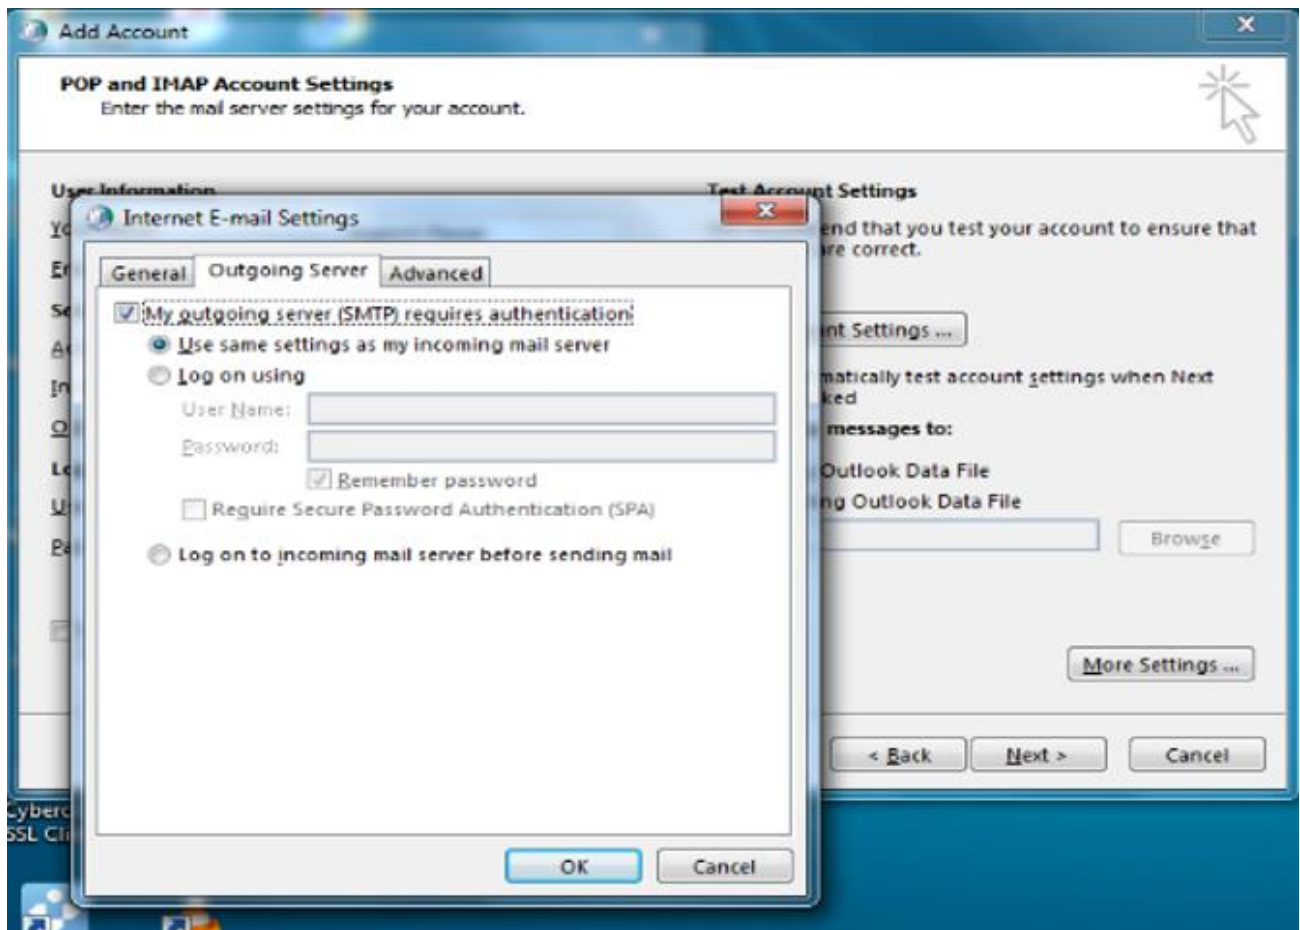 Add Account
POP and IMAP Account Settings
Enter the mail server settings for your account.
User Information
Test Account Settings
Internet E-mail Settings
end that you test your account to ensure that
re correct.
General
Outgoing Server
Advanced
My outgoing server (SMTP) requires authentication
Use same settings as my incoming mail server
Log on using
User Name:
Password:
Remember password
Require Secure Password Authentication (SPA)
Log on to incoming mail server before sending mail
nt Settings ...
matically test account settings when Next
ked
messages to:
Outlook Data File
ng Outlook Data File
Browse
More Settings ...
< Back
Next >
Cancel
OK
Cancel
Cyberc
SSL Cli